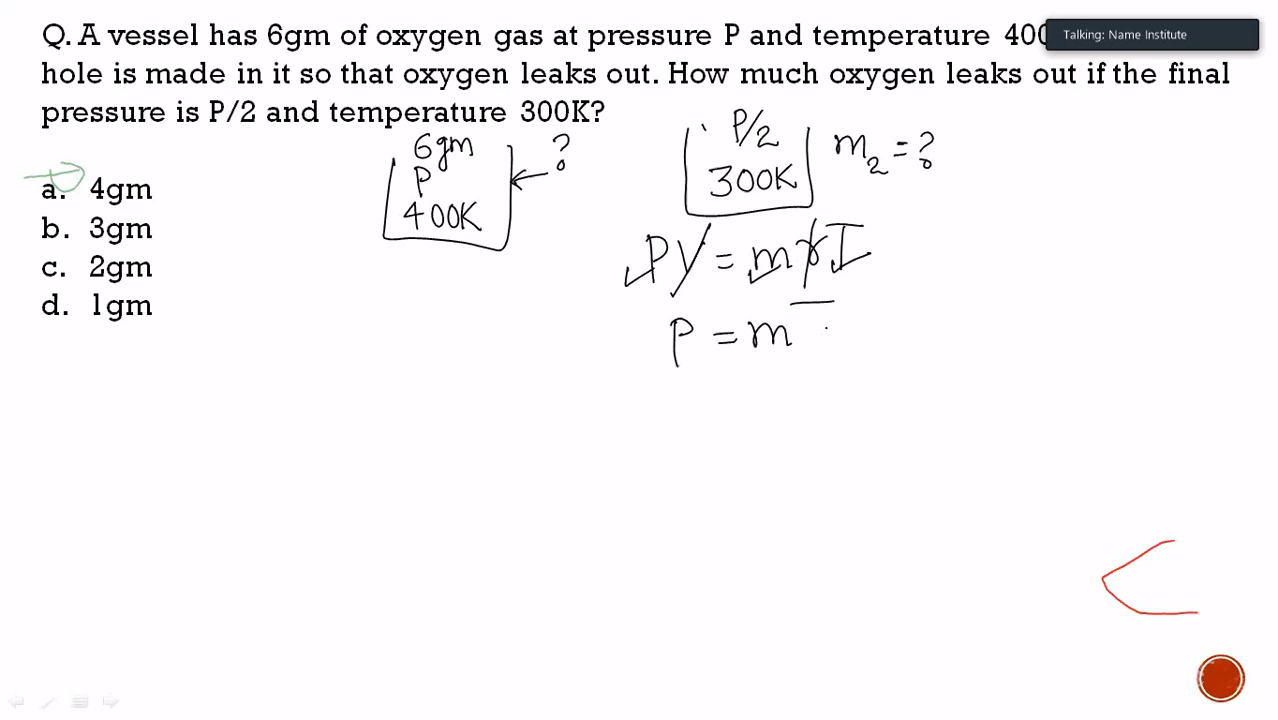 Q. A vessel has 6gm of oxygen gas at pressure P and temperature 400
Talking: Name Institute
hole is made in it so that oxygen leaks out. How much oxygen leaks out if the final
pressure is P/2 and temperature 300K?
a. 4gm
b. 3gm
c. 2gm
d. 1gm
6gm
P
400K
?
P/2
300K
m₂ = ?
PV = mrT
P = m